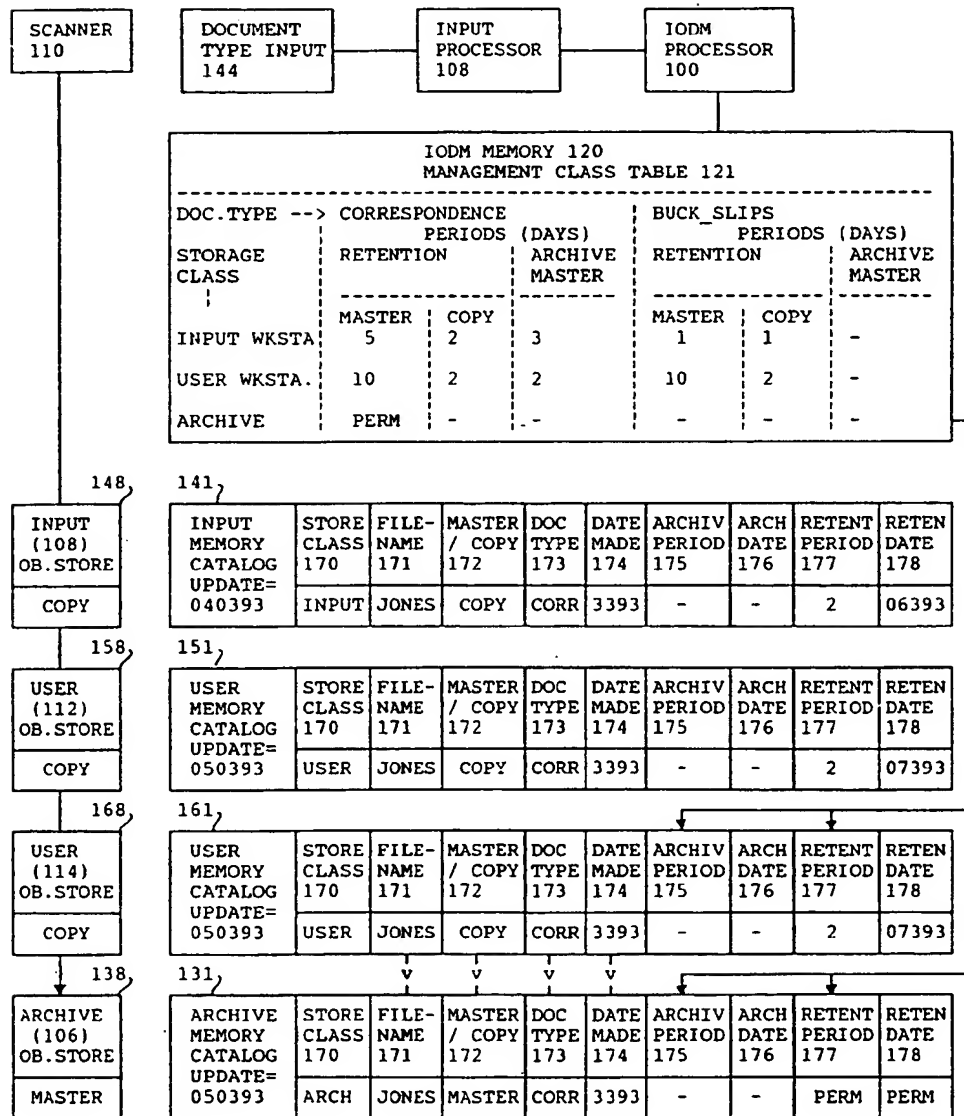 SCANNER 110
DOCUMENT TYPE INPUT 144
INPUT PROCESSOR 108
IODM PROCESSOR 100
IODM MEMORY 120
MANAGEMENT CLASS TABLE 121
DOC.TYPE --> CORRESPONDENCE BUCK_SLIPS
PERIODS (DAYS) PERIODS (DAYS)
STORAGE RETENTION ARCHIVE RETENTION ARCHIVE
CLASS MASTER MASTER
MASTER COPY MASTER COPY
INPUT WKSTA 5 2 3 1 1 -
USER WKSTA. 10 2 2 10 2 -
ARCHIVE PERM - - - - -
148 141
INPUT INPUT STORE FILE- MASTER DOC DATE ARCHIV ARCH RETENT RETEN
(108) MEMORY CLASS NAME / COPY TYPE MADE PERIOD DATE PERIOD DATE
OB.STORE CATALOG 170 171 172 173 174 175 176 177 178
UPDATE=
COPY 040393 INPUT JONES COPY CORR 3393 - - 2 06393
158 151
USER USER STORE FILE- MASTER DOC DATE ARCHIV ARCH RETENT RETEN
(112) MEMORY CLASS NAME / COPY TYPE MADE PERIOD DATE PERIOD DATE
OB.STORE CATALOG 170 171 172 173 174 175 176 177 178
UPDATE=
COPY 050393 USER JONES COPY CORR 3393 - - 2 07393
168 161
USER USER STORE FILE- MASTER DOC DATE ARCHIV ARCH RETENT RETEN
(114) MEMORY CLASS NAME / COPY TYPE MADE PERIOD DATE PERIOD DATE
OB.STORE CATALOG 170 171 172 173 174 175 176 177 178
UPDATE=
COPY 050393 USER JONES COPY CORR 3393 - - 2 07393
138 131
ARCHIVE ARCHIVE STORE FILE- MASTER DOC DATE ARCHIV ARCH RETENT RETEN
(106) MEMORY CLASS NAME / COPY TYPE MADE PERIOD DATE PERIOD DATE
OB.STORE CATALOG 170 171 172 173 174 175 176 177 178
UPDATE=
MASTER 050393 ARCH JONES MASTER CORR 3393 - - PERM PERM